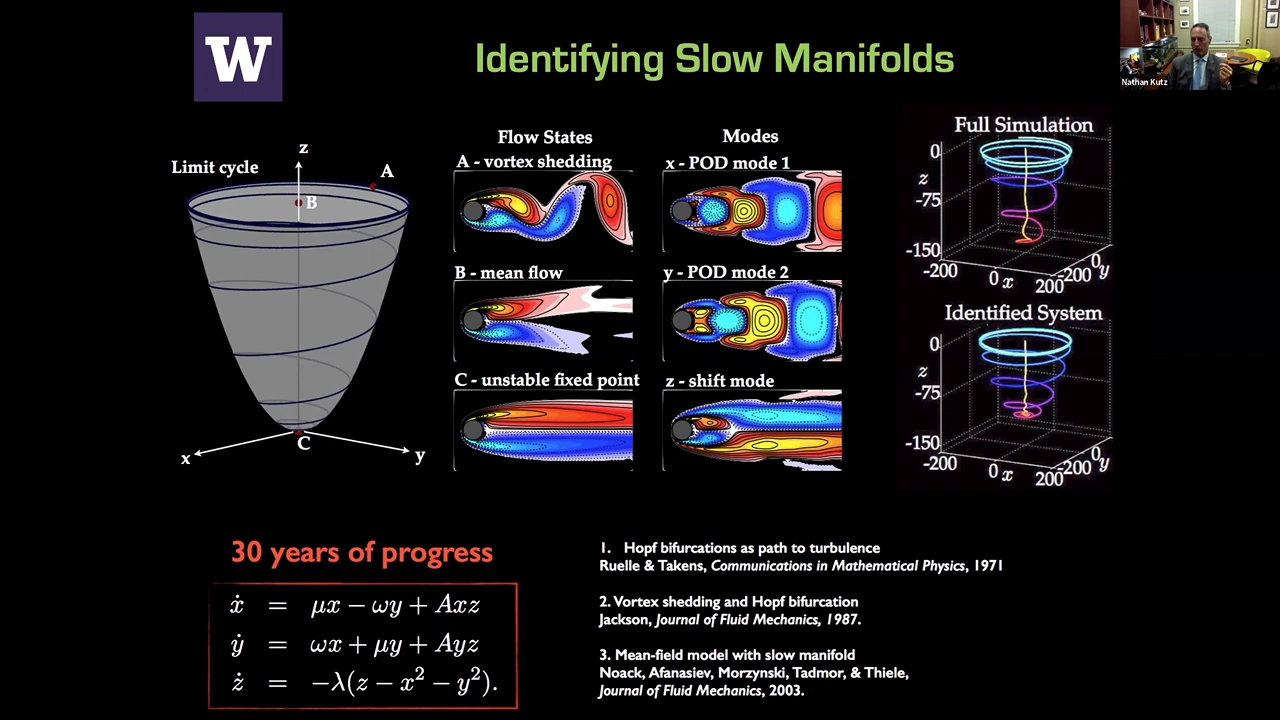 W
Identifying Slow Manifolds
Nathan Kutz
Limit cycle
z
A
B
C
x
y
Flow States
A - vortex shedding
B - mean flow
C - unstable fixed point
Modes
x - POD mode 1
y - POD mode 2
z - shift mode
Full Simulation
0
z
-75
-150
-200
0
x
200
-200
0
y
Identified System
0
z
-75
-150
-200
0
x
200
-200
0
y
30 years of progress
ẋ = μx − ωy + Axz
ẏ = ωx + μy + Ayz
ż = −λ(z − x² − y²).
1. Hopf bifurcations as path to turbulence
Ruelle & Takens, Communications in Mathematical Physics, 1971
2. Vortex shedding and Hopf bifurcation
Jackson, Journal of Fluid Mechanics, 1987.
3. Mean-field model with slow manifold
Noack, Afanasiev, Morzynski, Tadmor, & Thiele,
Journal of Fluid Mechanics, 2003.